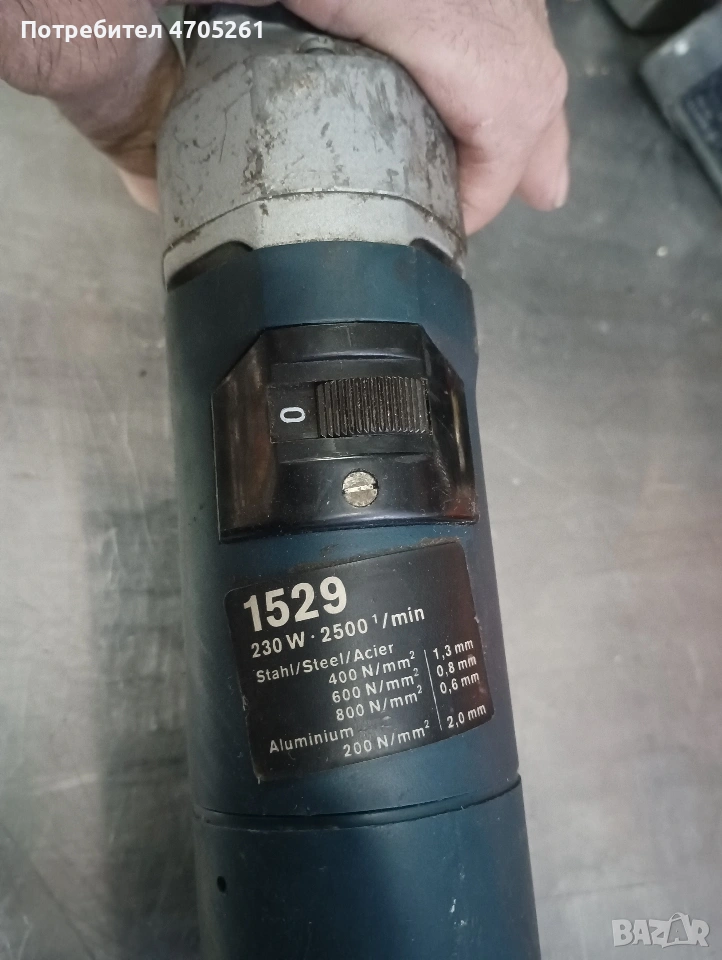 Потребител 4705261
0
1529
230 W · 2500 ¹/min
Stahl/Steel/Acier
400 N/mm² 1,3 mm
600 N/mm² 0,8 mm
800 N/mm² 0,6 mm
Aluminium
200 N/mm² 2,0 mm
BAZAR